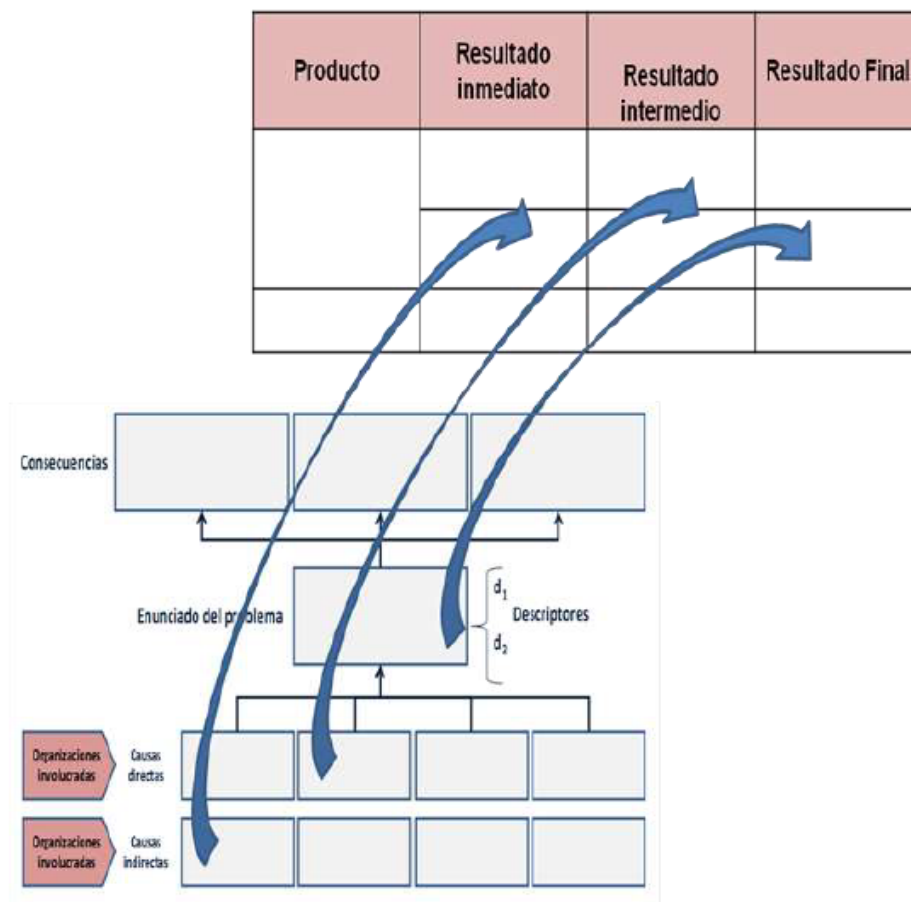 Producto
Resultado
inmediato
Resultado
intermedio
Resultado Final
Consecuencias
Enunciado del problema
d1
d2
Descriptores
Organizaciones
involucradas
Causas
directas
Organizaciones
involucradas
Causas
indirectas